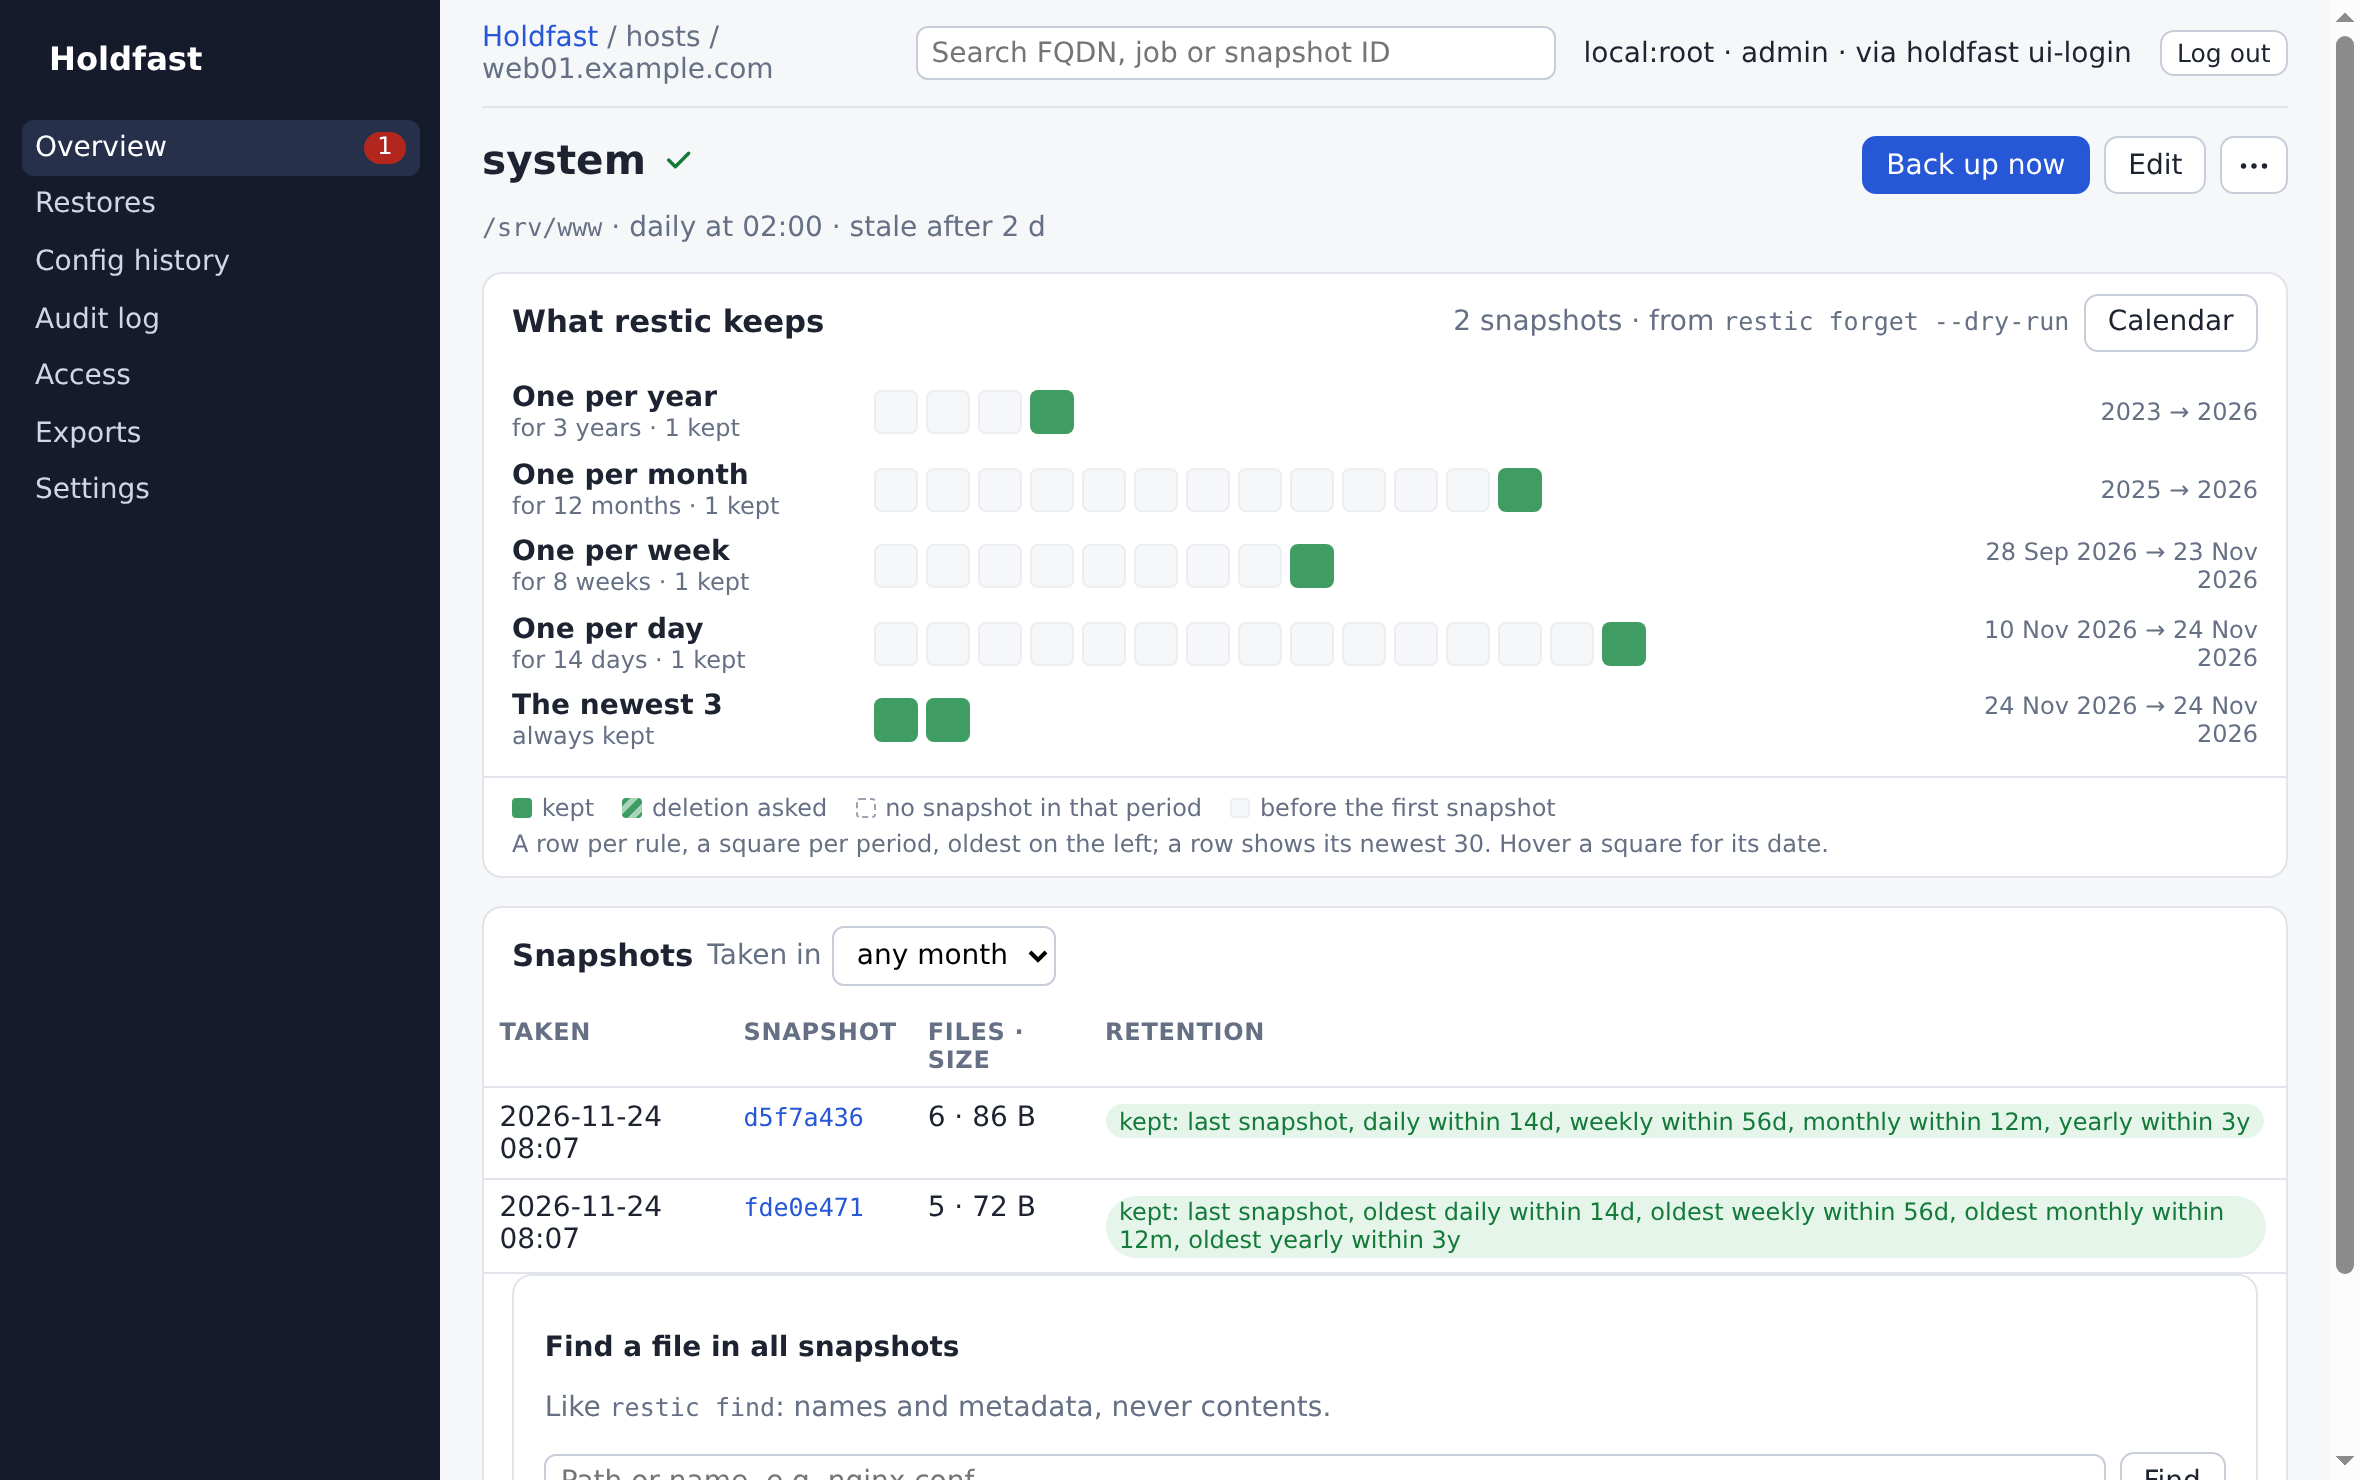 Holdfast
Overview 1
Restores
Config history
Audit log
Access
Exports
Settings
Holdfast / hosts /
web01.example.com
Search FQDN, job or snapshot ID
local:root · admin · via holdfast ui-login
Log out
system ✓
Back up now
Edit
···
/srv/www · daily at 02:00 · stale after 2 d
What restic keeps
2 snapshots · from restic forget --dry-run
Calendar
One per year
for 3 years · 1 kept
2023 → 2026
One per month
for 12 months · 1 kept
2025 → 2026
One per week
for 8 weeks · 1 kept
28 Sep 2026 → 23 Nov
2026
One per day
for 14 days · 1 kept
10 Nov 2026 → 24 Nov
2026
The newest 3
always kept
24 Nov 2026 → 24 Nov
2026
kept deletion asked no snapshot in that period before the first snapshot
A row per rule, a square per period, oldest on the left; a row shows its newest 30. Hover a square for its date.
Snapshots Taken in any month
TAKEN SNAPSHOT FILES · RETENTION
SIZE
2026-11-24 d5f7a436 6 · 86 B kept: last snapshot, daily within 14d, weekly within 56d, monthly within 12m, yearly within 3y
08:07
2026-11-24 fde0e471 5 · 72 B kept: last snapshot, oldest daily within 14d, oldest weekly within 56d, oldest monthly within
08:07 12m, oldest yearly within 3y
Find a file in all snapshots
Like restic find: names and metadata, never contents.
Path or name, e.g. nginx.conf
Find